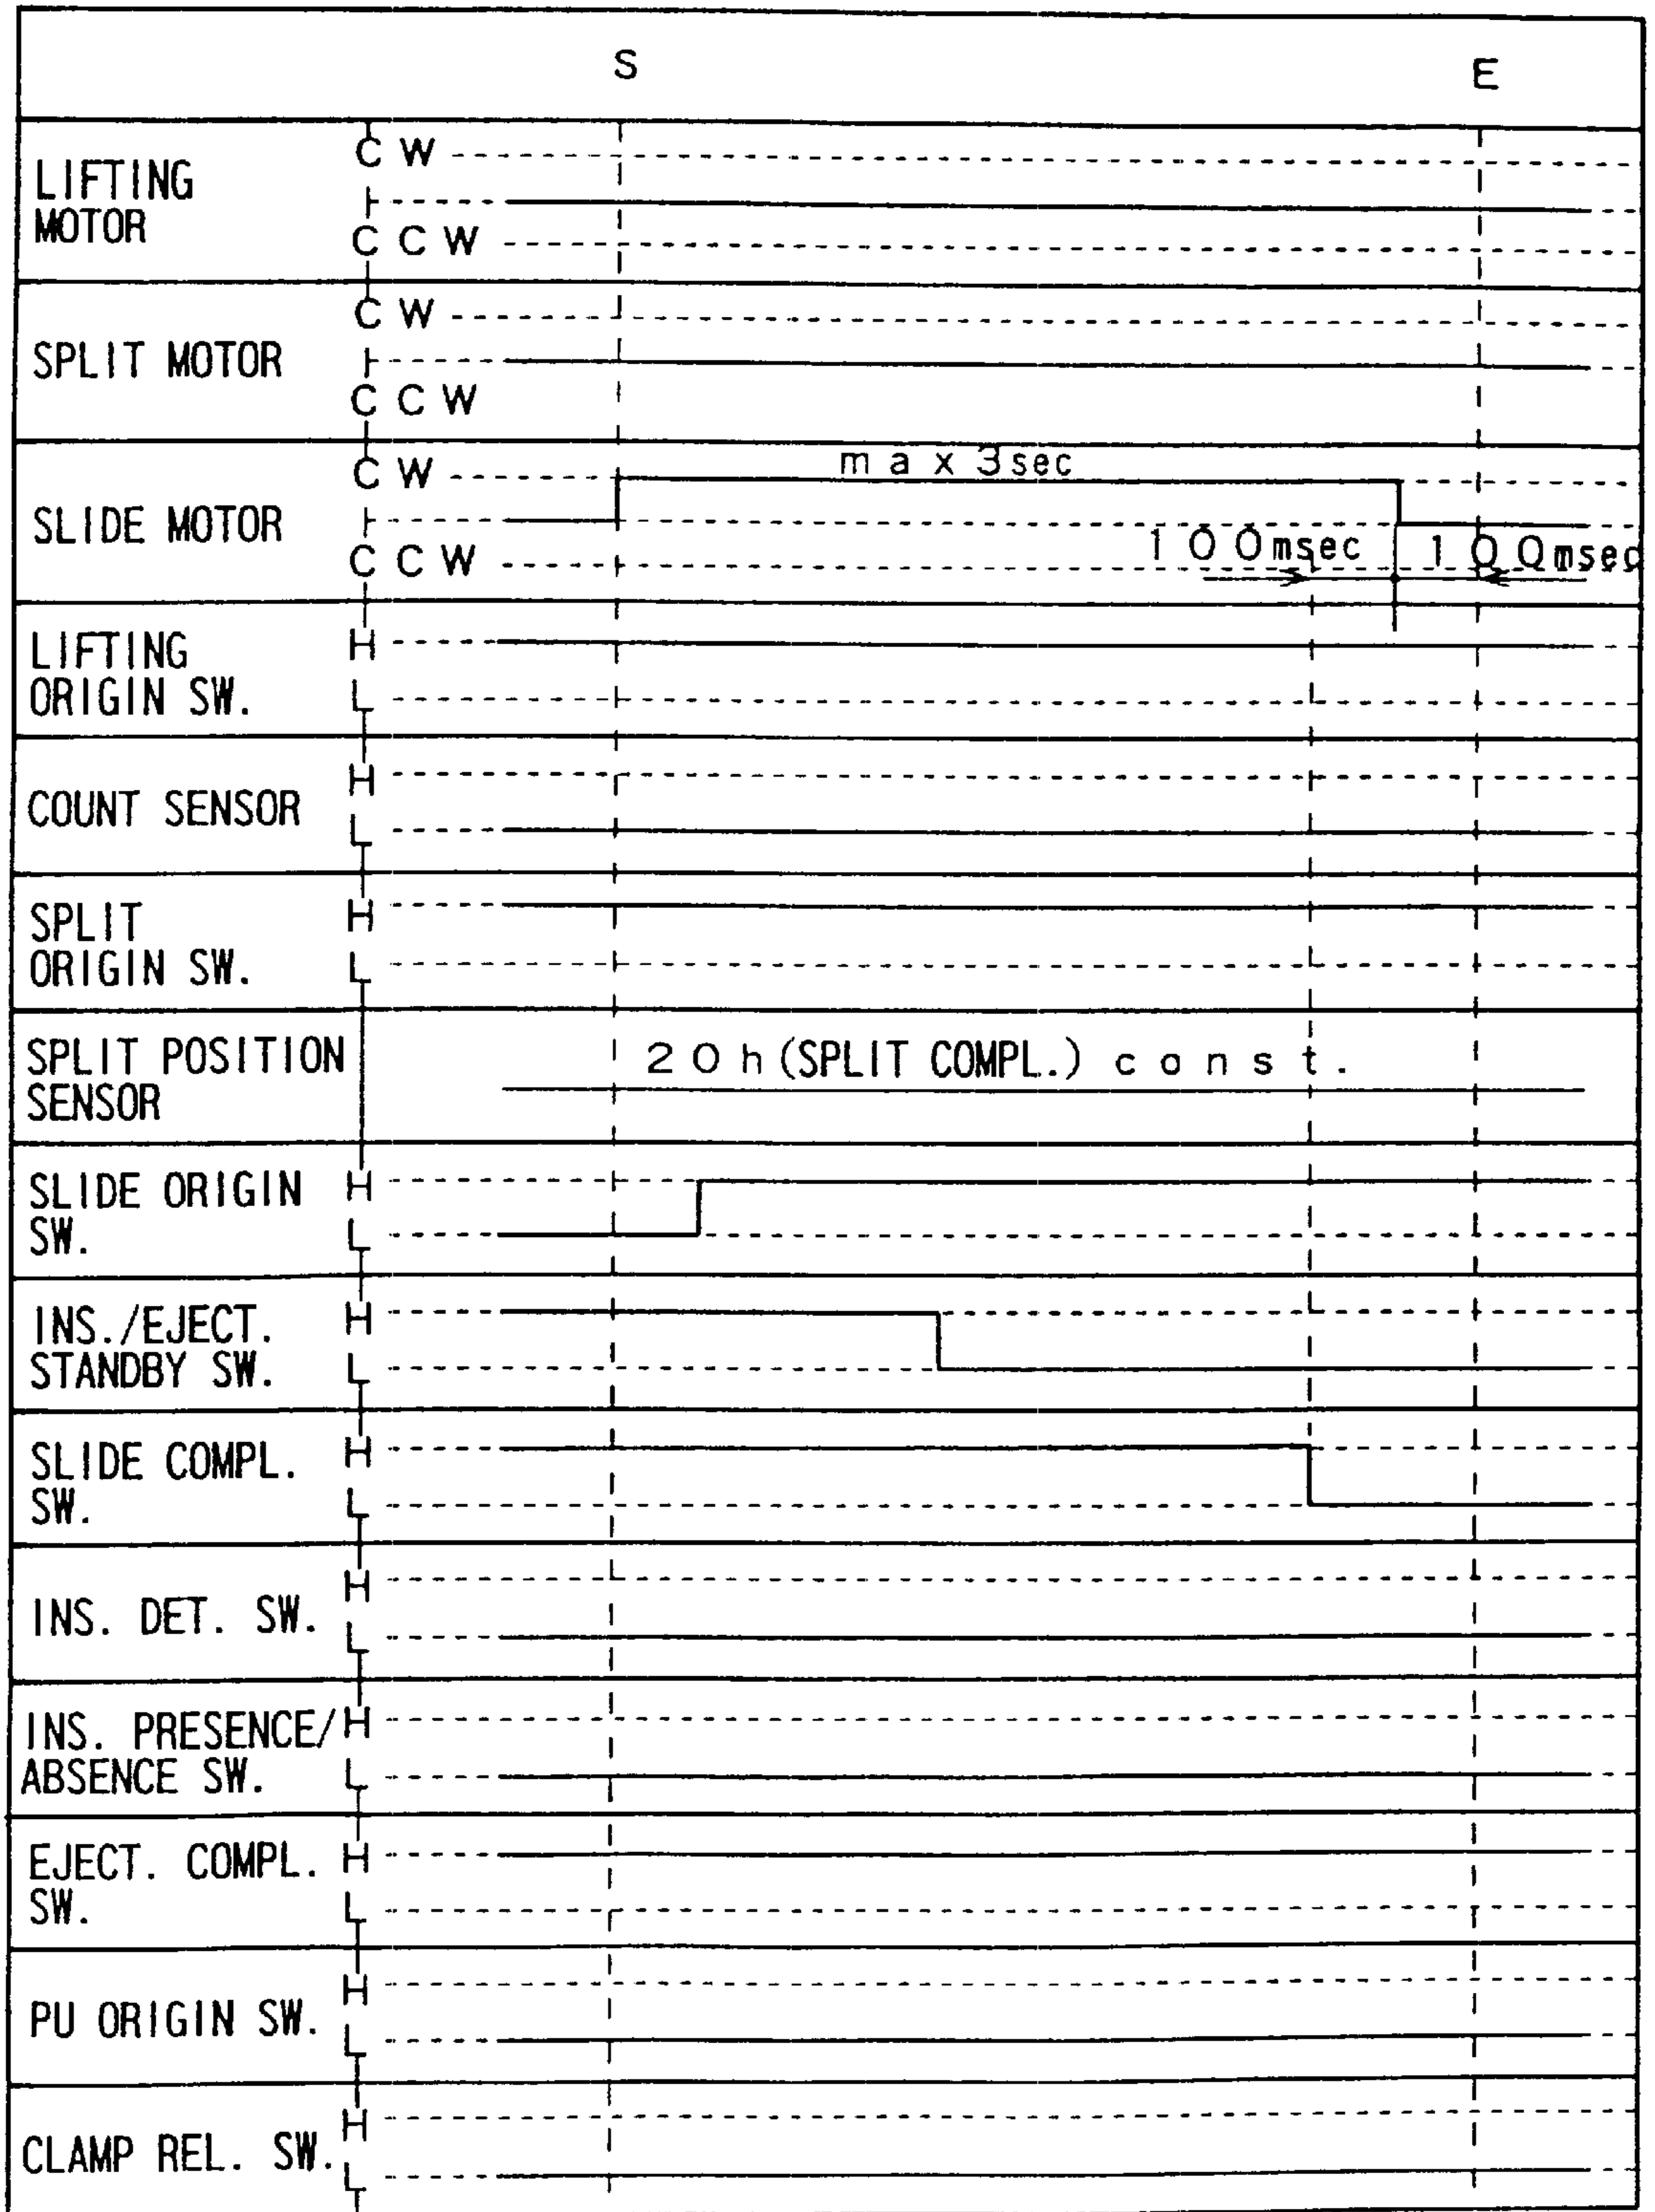 S E
LIFTING MOTOR
CW
CCW
SPLIT MOTOR
CW
CCW
SLIDE MOTOR
CW
CCW
max 3sec
100msec
100msec
LIFTING ORIGIN SW.
H
L
COUNT SENSOR
H
L
SPLIT ORIGIN SW.
H
L
SPLIT POSITION SENSOR
20h (SPLIT COMPL.) const.
SLIDE ORIGIN SW.
H
L
INS./EJECT. STANDBY SW.
H
L
SLIDE COMPL. SW.
H
L
INS. DET. SW.
H
L
INS. PRESENCE/ ABSENCE SW.
H
L
EJECT. COMPL. SW.
H
L
PU ORIGIN SW.
H
L
CLAMP REL. SW.
H
L